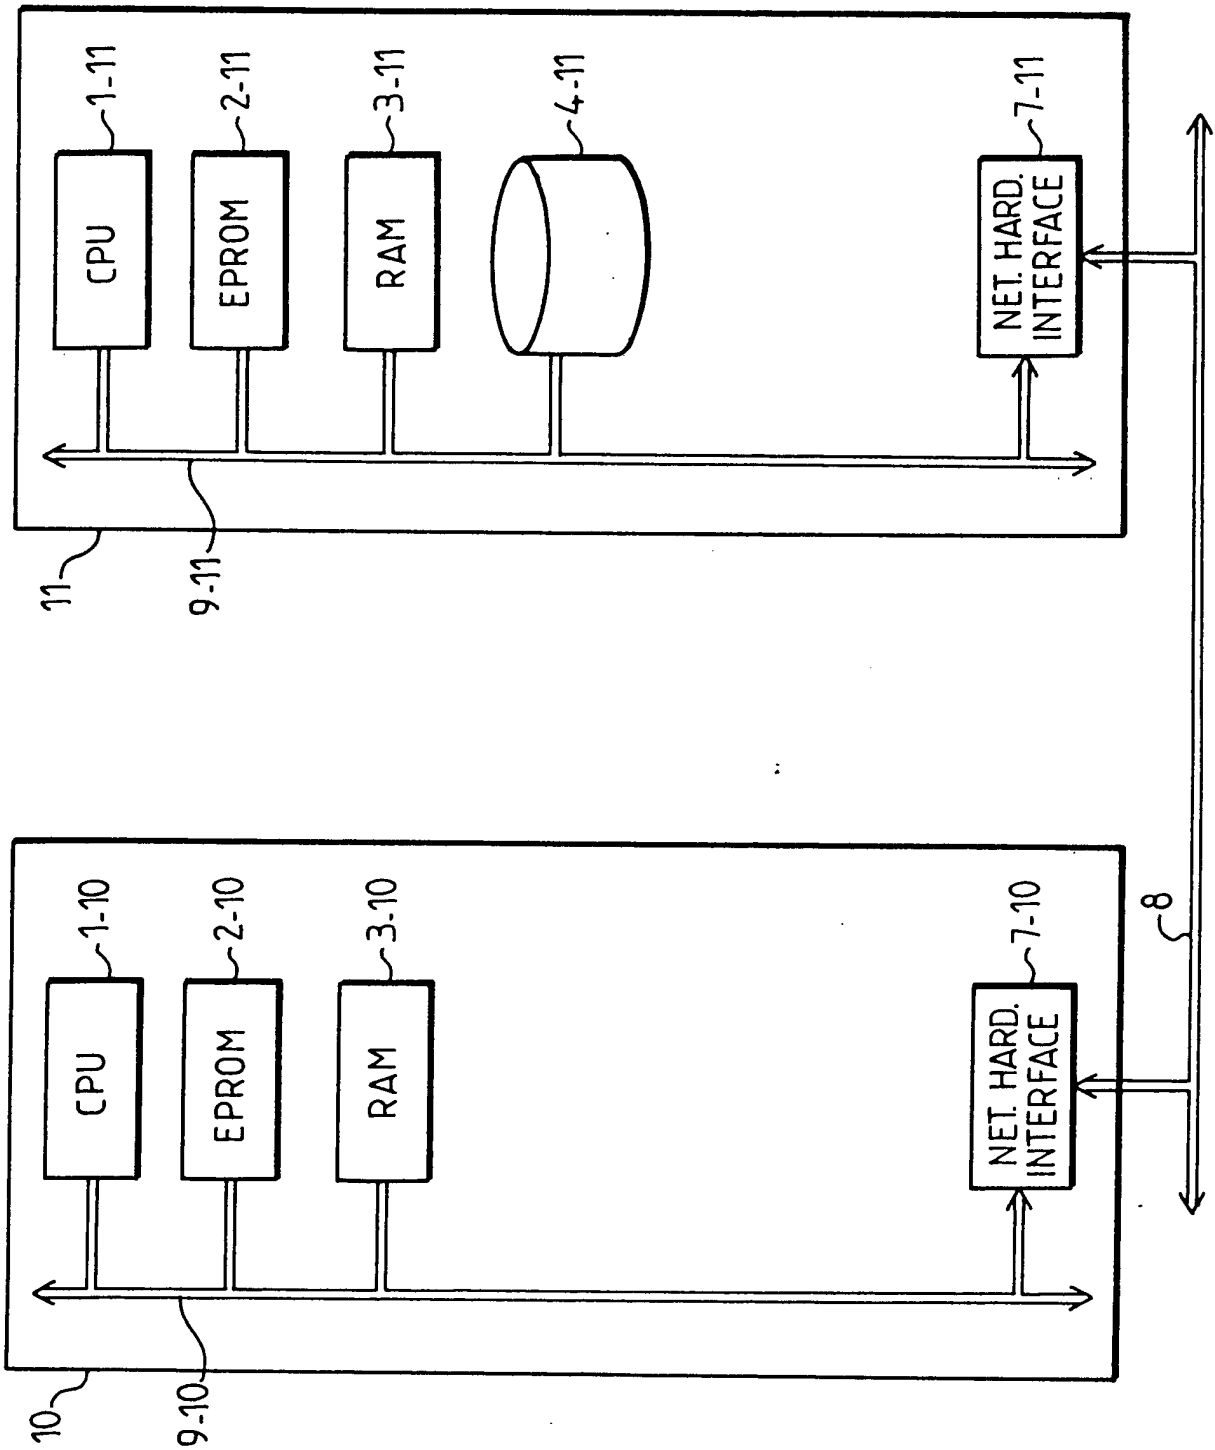 10
9-10
CPU
1-10
EPROM
2-10
RAM
3-10
NET. HARD.
INTERFACE
7-10
8
11
9-11
CPU
1-11
EPROM
2-11
RAM
3-11
4-11
NET. HARD.
INTERFACE
7-11